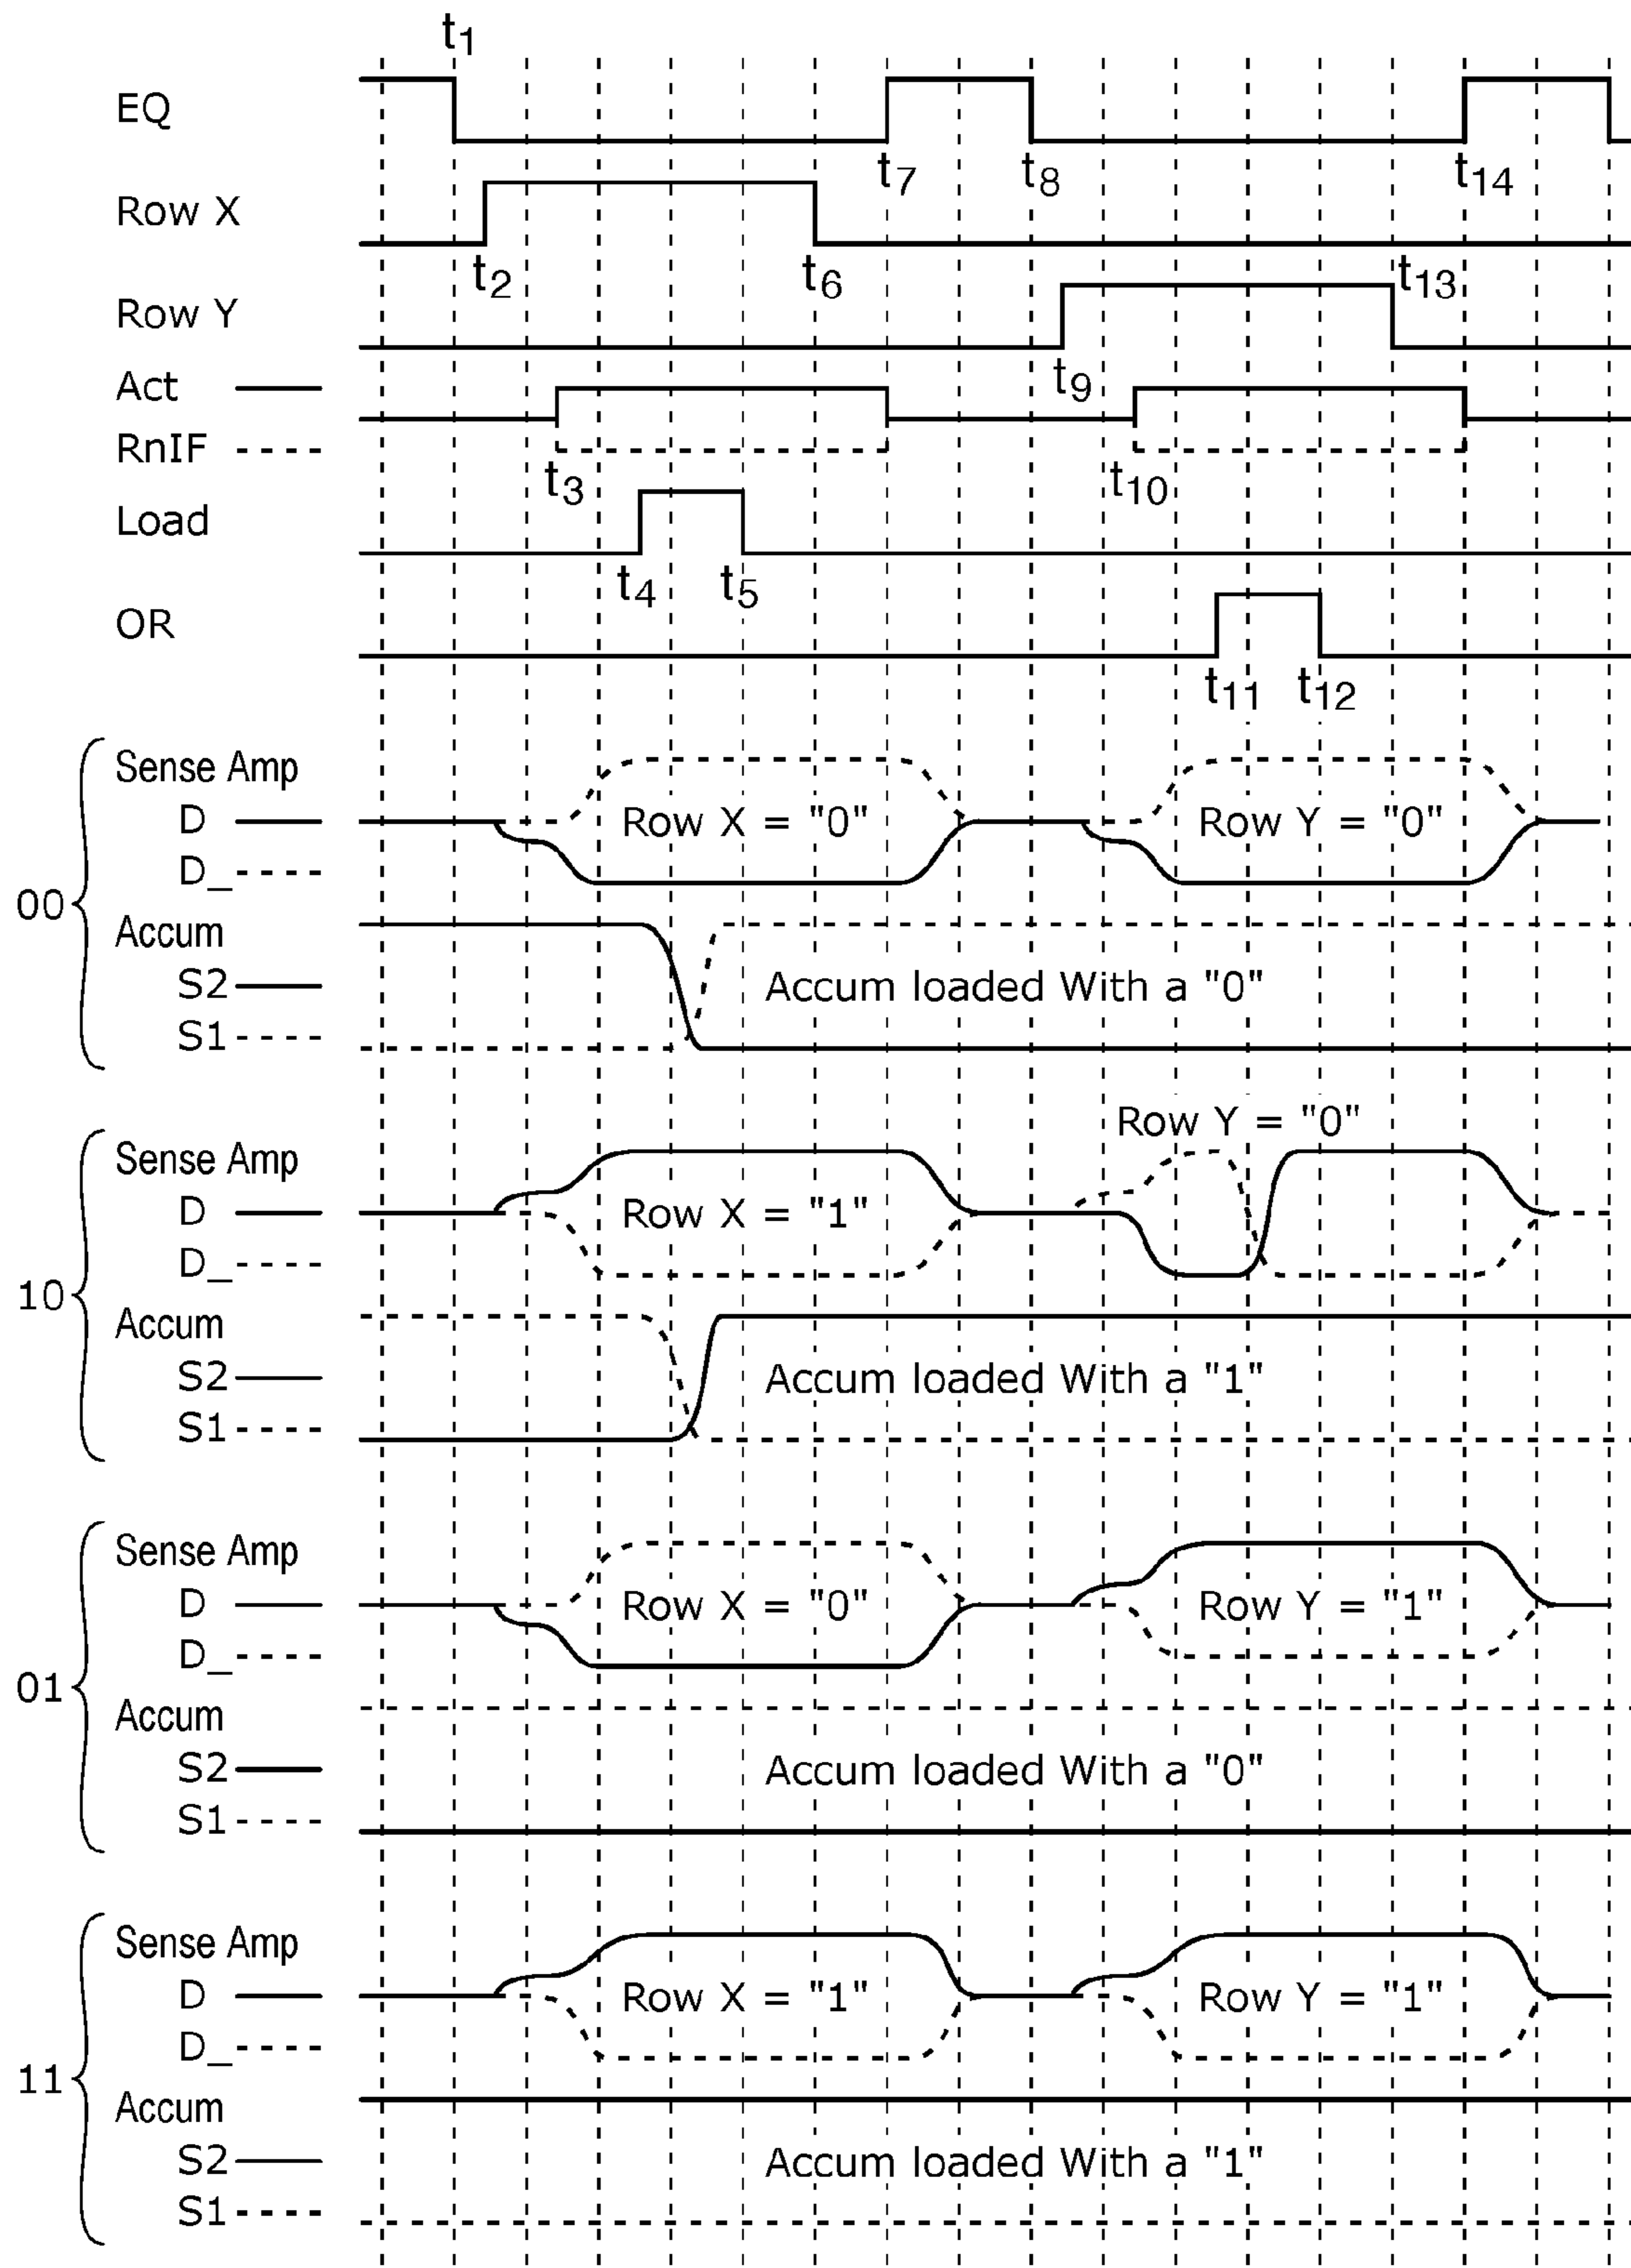 t1
EQ
t7 t8 t14
Row X
t2 t6 t13
Row Y
t9
Act
RnIF
t3 t10
Load
t4 t5
OR
t11 t12
00
Sense Amp
D
D_
Row X = "0" Row Y = "0"
Accum
S2
S1
Accum loaded With a "0"
10
Row Y = "0"
Sense Amp
D
D_
Row X = "1"
Accum
S2
S1
Accum loaded With a "1"
01
Sense Amp
D
D_
Row X = "0" Row Y = "1"
Accum
S2
S1
Accum loaded With a "0"
11
Sense Amp
D
D_
Row X = "1" Row Y = "1"
Accum
S2
S1
Accum loaded With a "1"